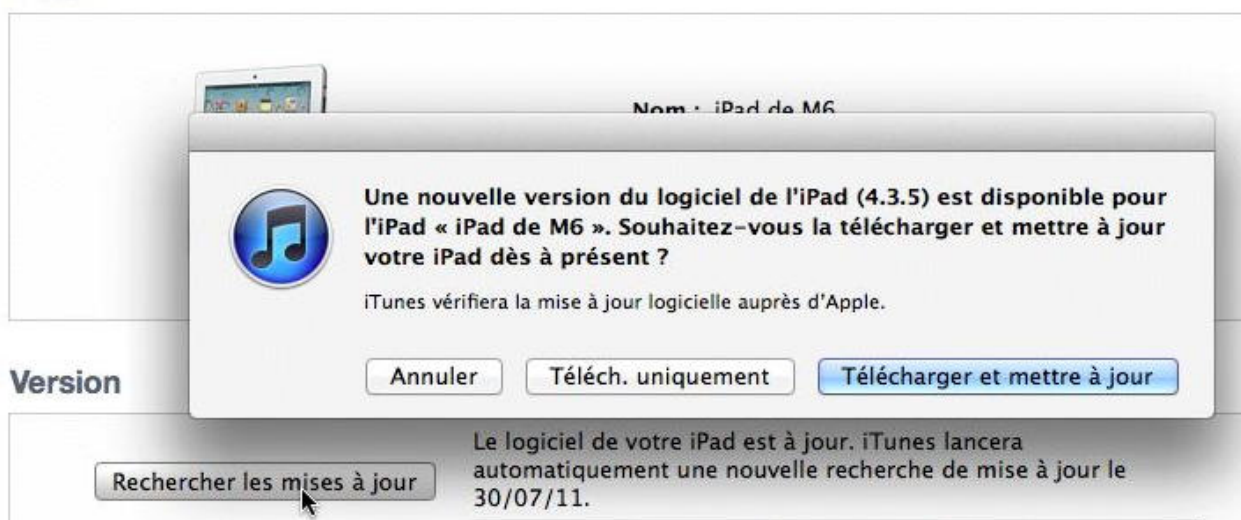 Nom : iPad de M6
Une nouvelle version du logiciel de l'iPad (4.3.5) est disponible pour
l'iPad « iPad de M6 ». Souhaitez-vous la télécharger et mettre à jour
votre iPad dès à présent ?
iTunes vérifiera la mise à jour logicielle auprès d'Apple.
Annuler Téléch. uniquement Télécharger et mettre à jour
Version
Le logiciel de votre iPad est à jour. iTunes lancera
Rechercher les mises à jour automatiquement une nouvelle recherche de mise à jour le
30/07/11.